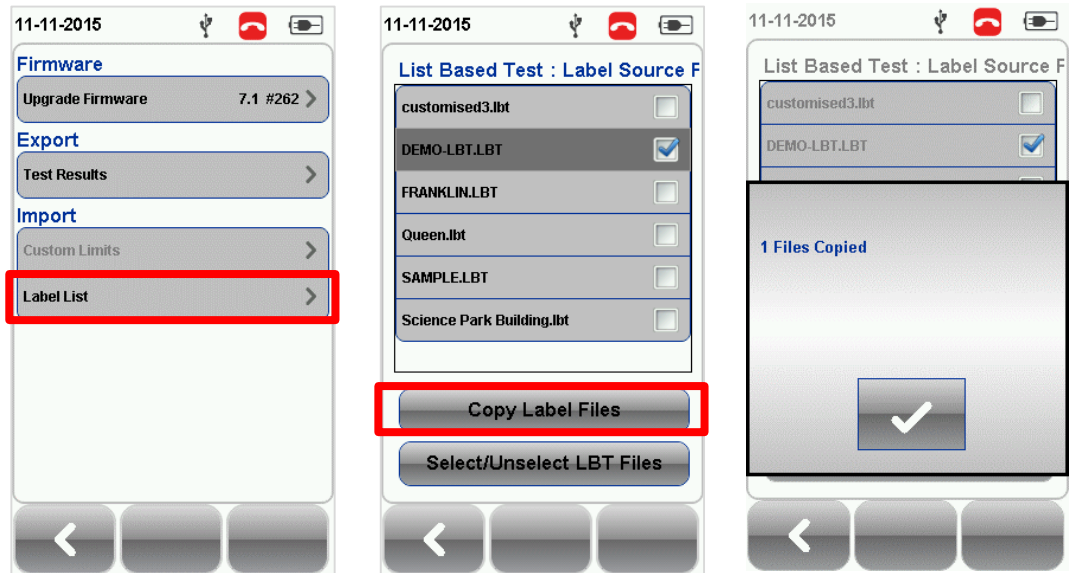 11-11-2015
Firmware
Upgrade Firmware 7.1 #262
Export
Test Results
Import
Custom Limits
Label List
11-11-2015
List Based Test : Label Source F
customised3.lbt
DEMO-LBT.LBT
FRANKLIN.LBT
Queen.lbt
SAMPLE.LBT
Science Park Building.lbt
Copy Label Files
Select/Unselect LBT Files
11-11-2015
List Based Test : Label Source F
customised3.lbt
DEMO-LBT.LBT
1 Files Copied